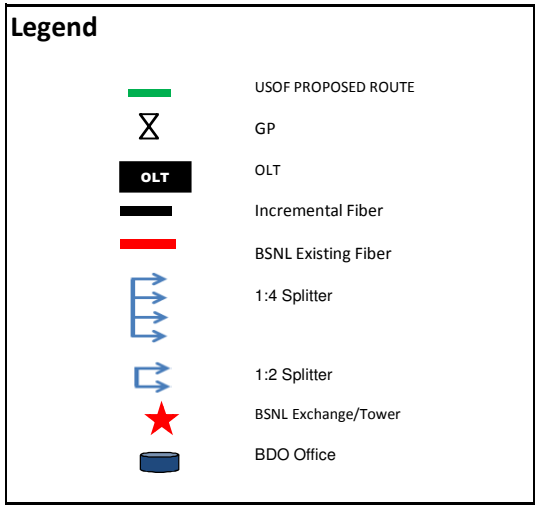 Legend
USOF PROPOSED ROUTE
GP
OLT
OLT
Incremental Fiber
BSNL Existing Fiber
1:4 Splitter
1:2 Splitter
BSNL Exchange/Tower
BDO Office